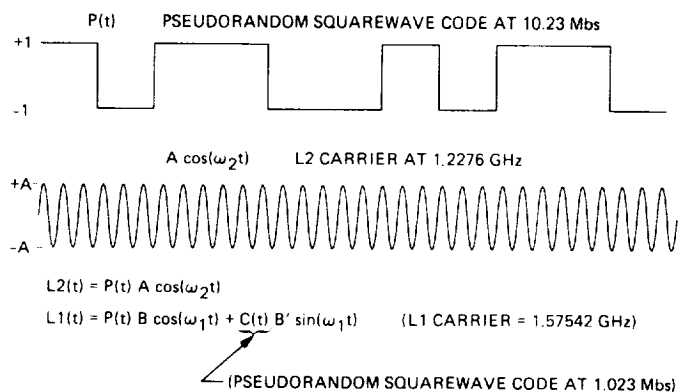 P(t) PSEUDORANDOM SQUAREWAVE CODE AT 10.23 Mbs
+1
-1
A cos(ω₂t) L2 CARRIER AT 1.2276 GHz
+A
-A
L2(t) = P(t) A cos(ω₂t)
L1(t) = P(t) B cos(ω₁t) + C(t) B' sin(ω₁t) (L1 CARRIER = 1.57542 GHz)
(PSEUDORANDOM SQUAREWAVE CODE AT 1.023 Mbs)